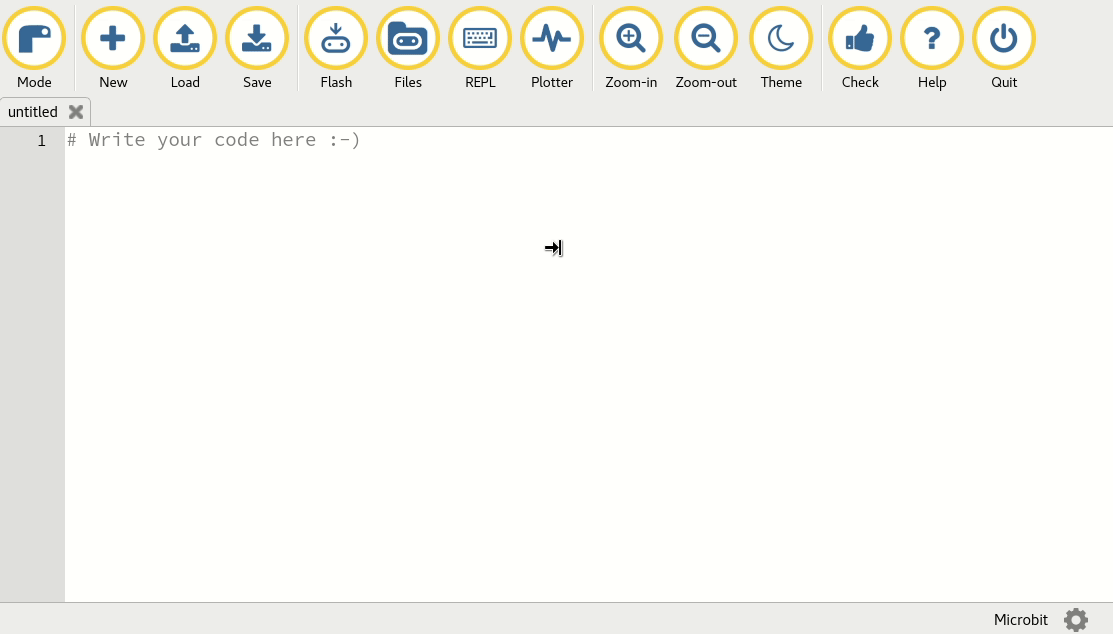 Mode New Load Save Flash Files REPL Plotter Zoom-in Zoom-out Theme Check Help Quit
untitled
1 # Write your code here :-)
Microbit